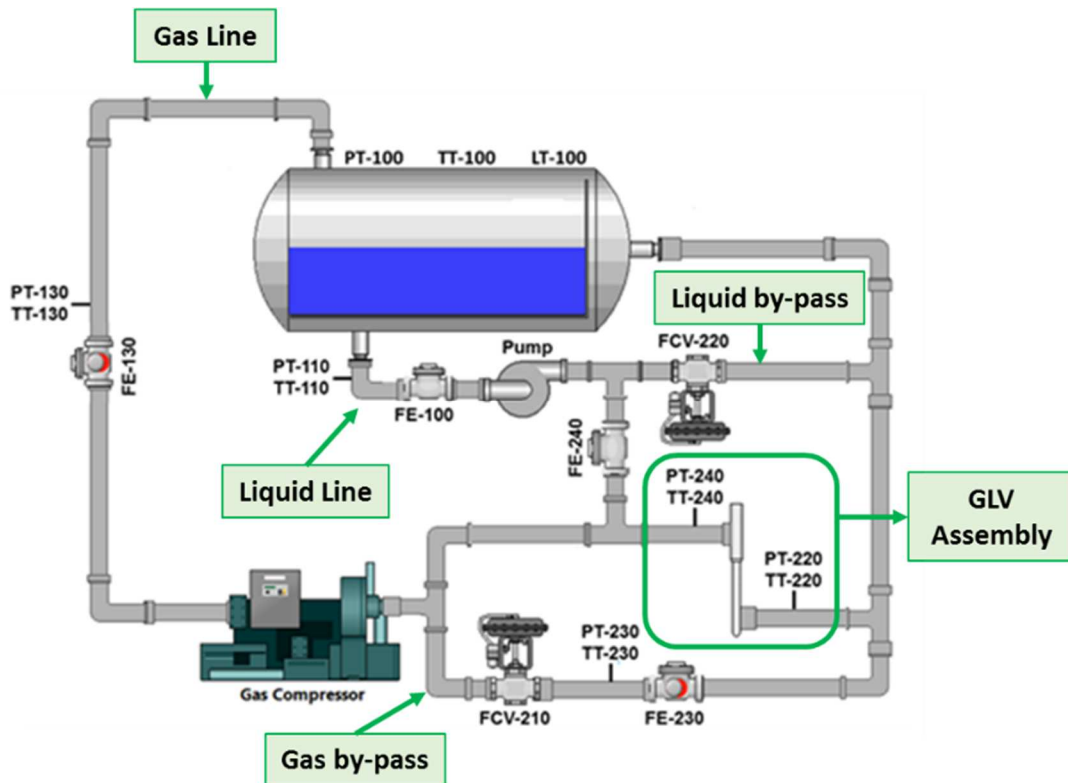 Gas Line
PT-100 TT-100 LT-100
PT-130
TT-130
FE-130
Liquid by-pass
FCV-220
Pump
PT-110
TT-110
FE-100
FE-240
Liquid Line
PT-240
TT-240
GLV
Assembly
PT-220
TT-220
PT-230
TT-230
Gas Compressor
FCV-210
FE-230
Gas by-pass